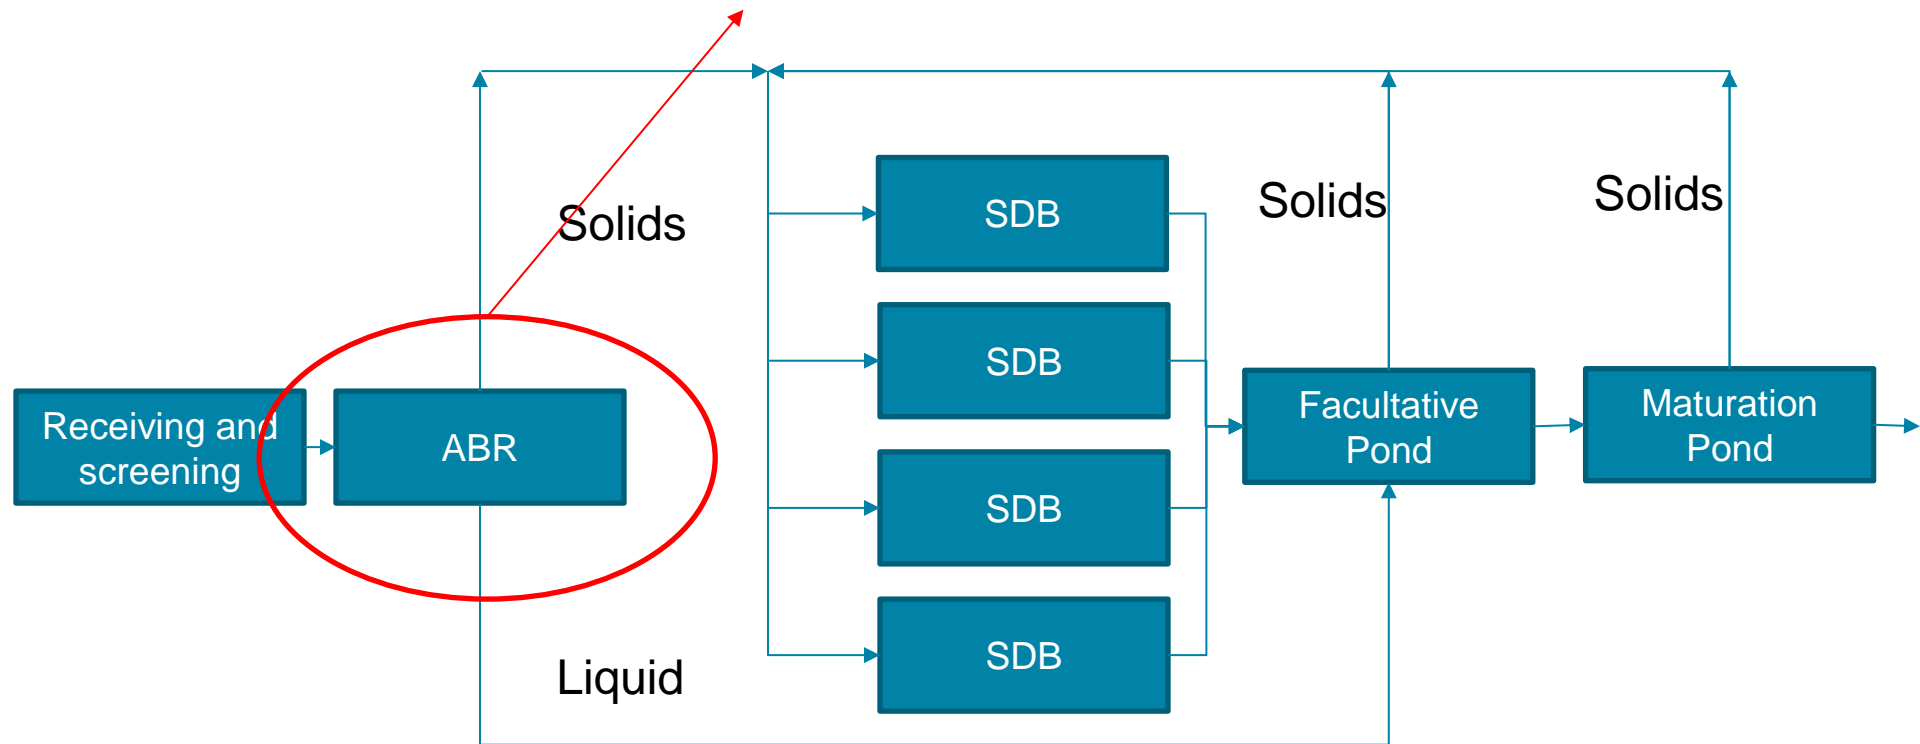 Solids
Solids
Solids
SDB
SDB
SDB
SDB
Receiving and
screening
ABR
Facultative
Pond
Maturation
Pond
Liquid